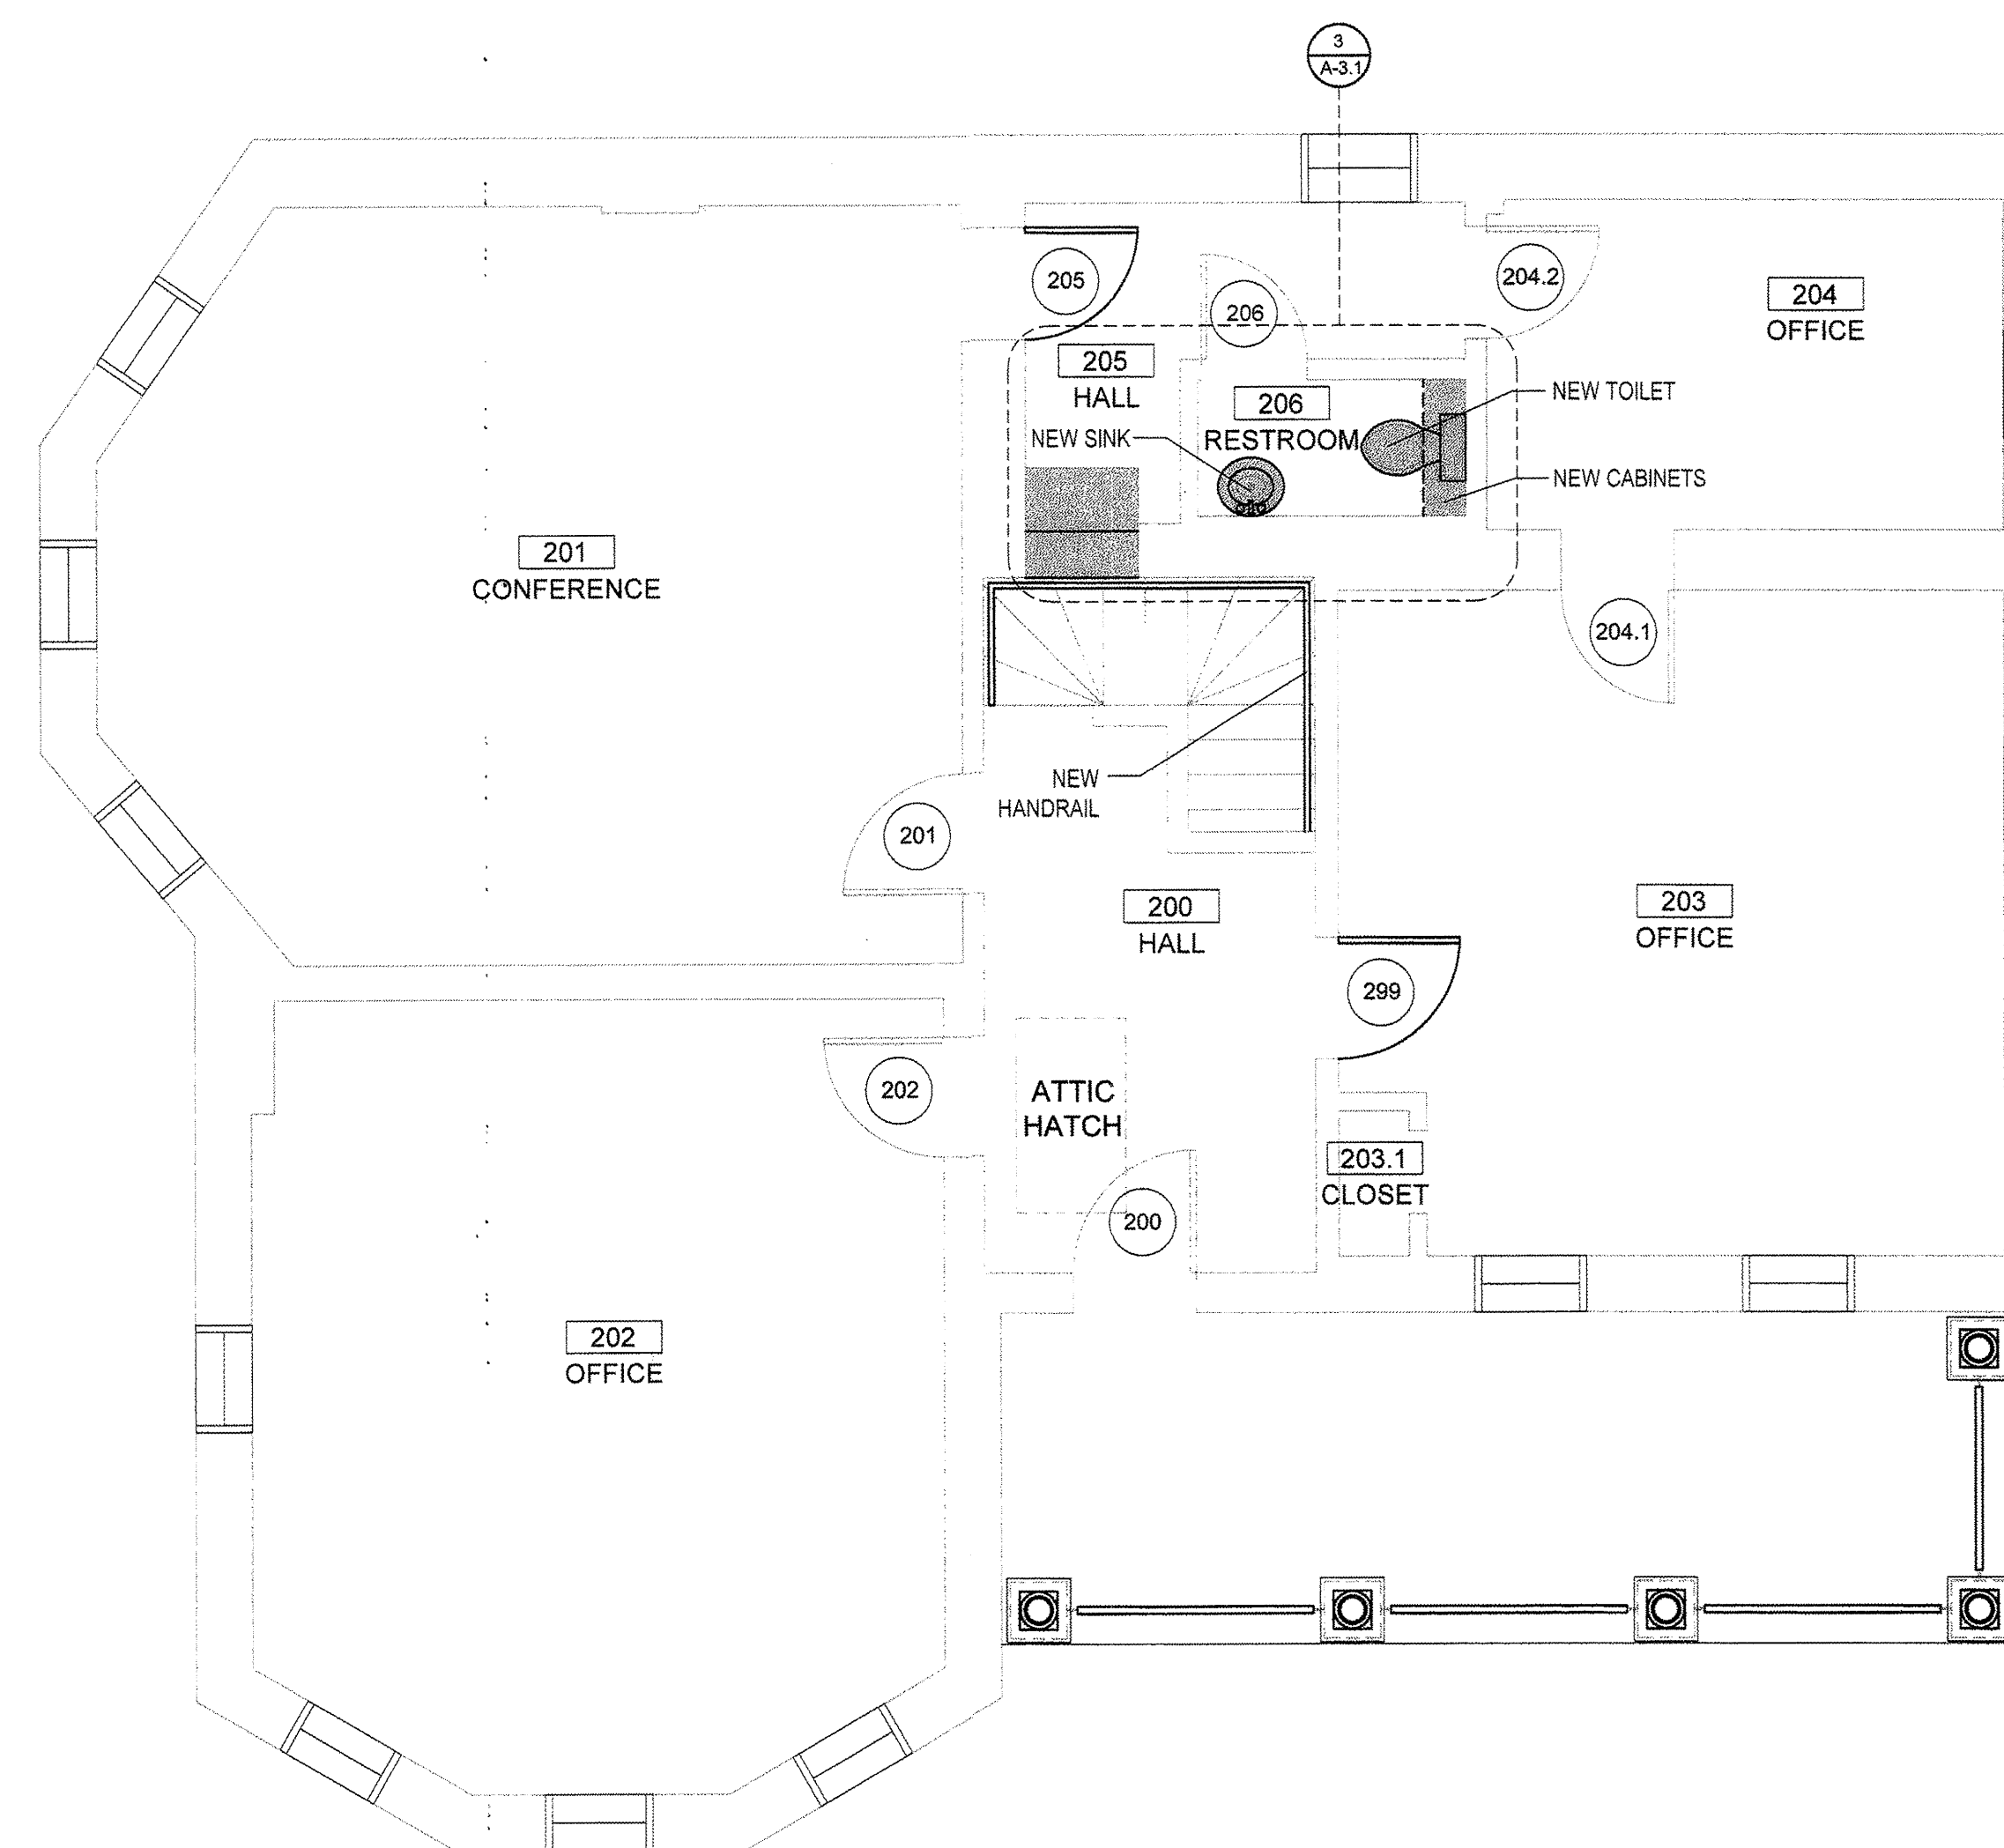 3
A-3.1
205
206
204.2
204
OFFICE
205
HALL
206
RESTROOM
NEW TOILET
NEW SINK
NEW CABINETS
201
CONFERENCE
204.1
NEW
HANDRAIL
201
200
HALL
203
OFFICE
299
202
ATTIC
HATCH
203.1
CLOSET
200
202
OFFICE